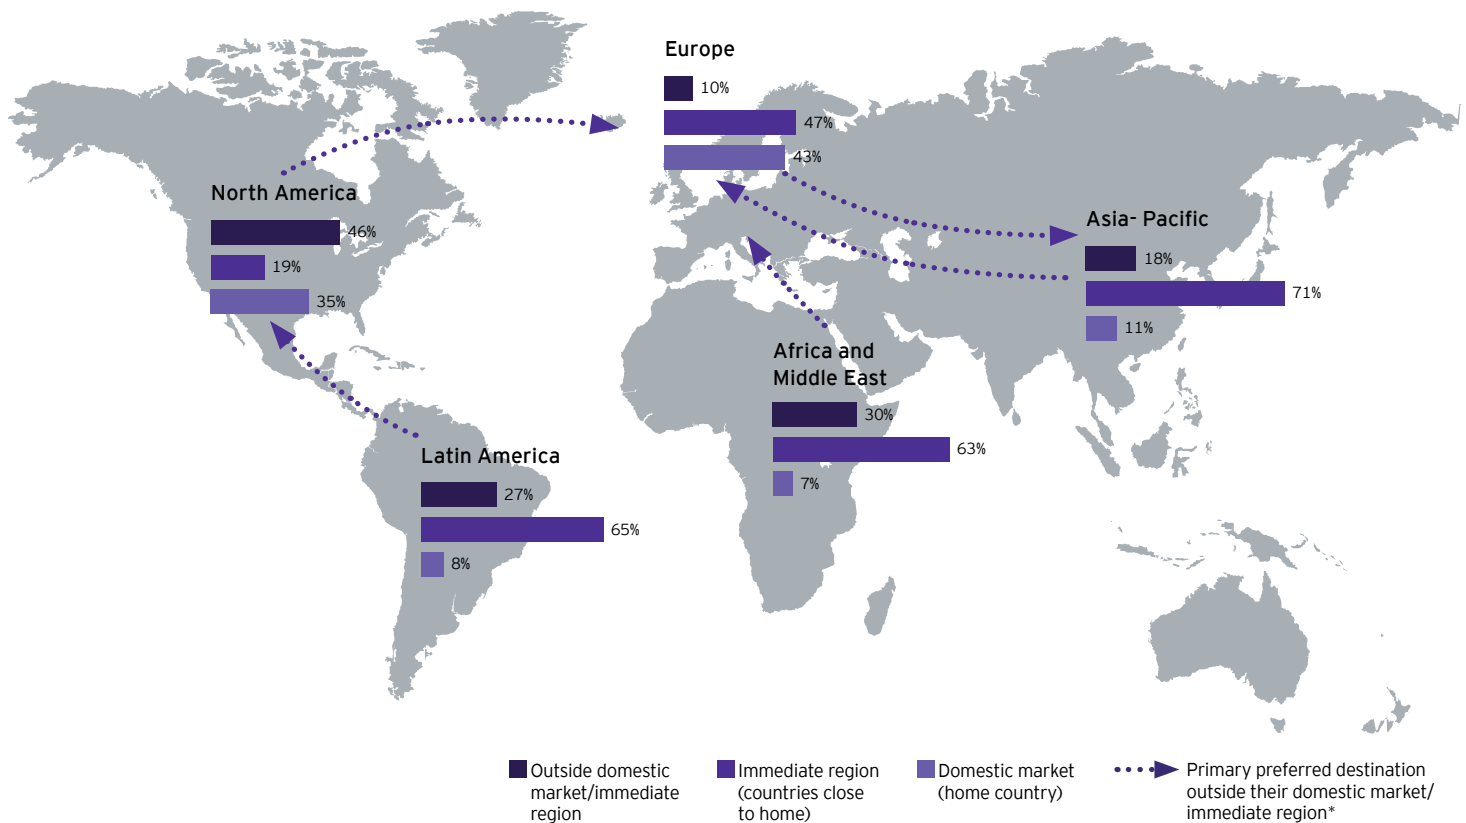 Europe
10%
47%
43%
North America
46%
19%
35%
Asia- Pacific
18%
71%
11%
Africa and
Middle East
30%
63%
7%
Latin America
27%
65%
8%
Outside domestic
market/immediate
region
Immediate region
(countries close
to home)
Domestic market
(home country)
Primary preferred destination
outside their domestic market/
immediate region*